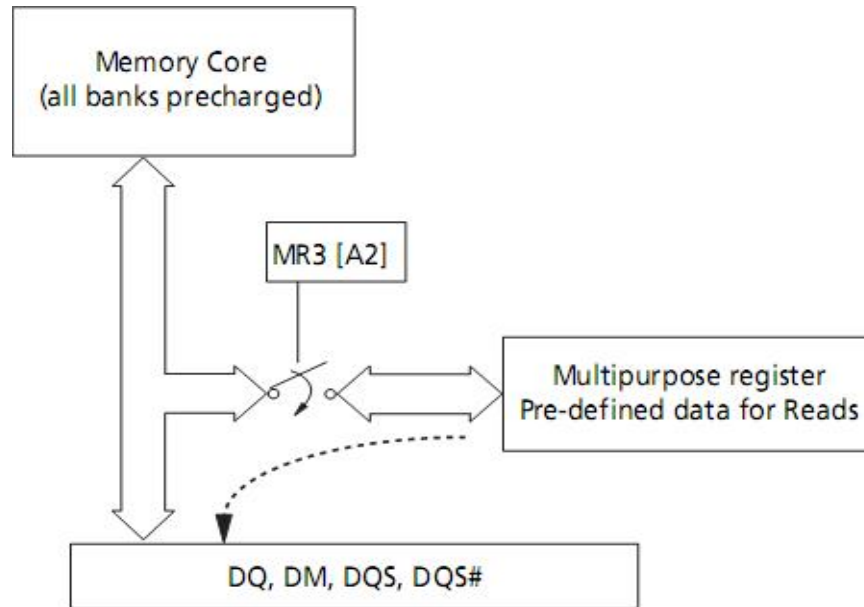 Memory Core
(all banks precharged)
MR3 [A2]
Multipurpose register
Pre-defined data for Reads
DQ, DM, DQS, DQS#